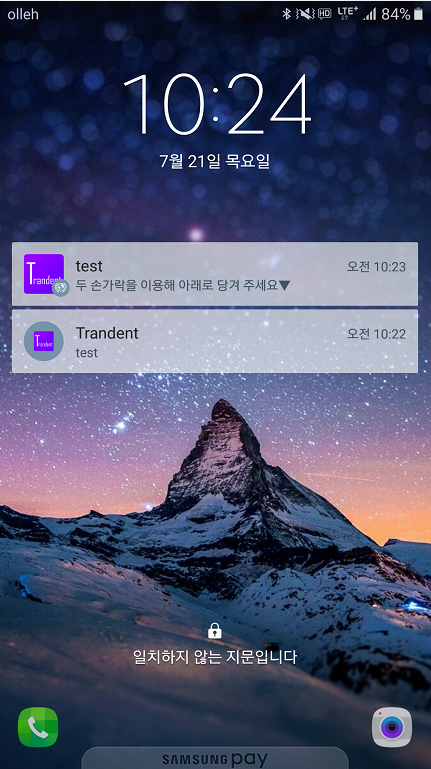 olleh
HD LTE+ 84%
10:24
7월 21일 목요일
Trandent
test
오전 10:23
두 손가락을 이용해 아래로 당겨 주세요▼
Trandent
Trandent
오전 10:22
test
일치하지 않는 지문입니다
SAMSUNG pay